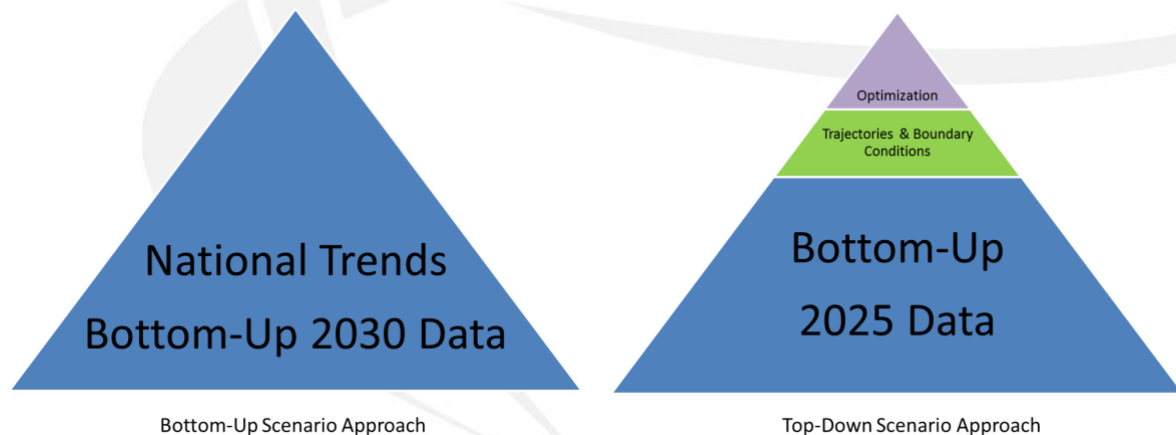 National Trends
Bottom-Up 2030 Data
Bottom-Up Scenario Approach
Optimization
Trajectories & Boundary
Conditions
Bottom-Up
2025 Data
Top-Down Scenario Approach